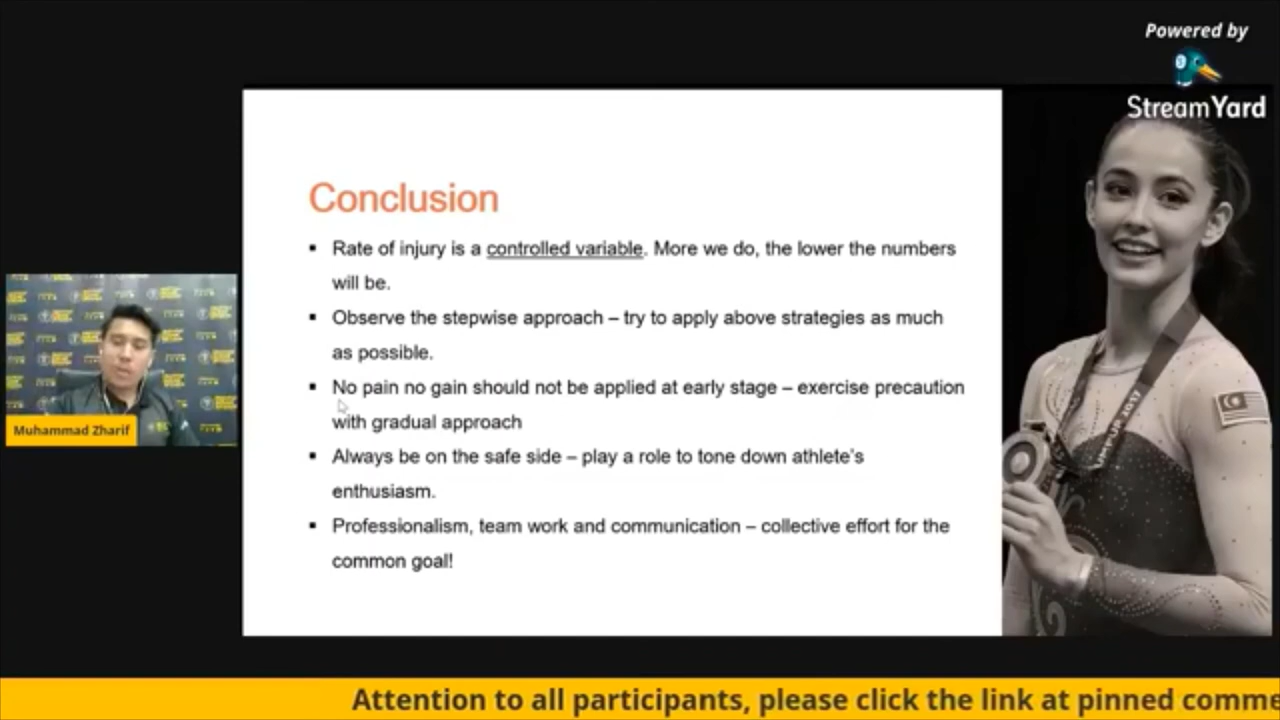 Powered by
StreamYard
Conclusion
▪ Rate of injury is a controlled variable. More we do, the lower the numbers
will be.
▪ Observe the stepwise approach – try to apply above strategies as much
as possible.
▪ No pain no gain should not be applied at early stage – exercise precaution
with gradual approach
▪ Always be on the safe side – play a role to tone down athlete's
enthusiasm.
▪ Professionalism, team work and communication – collective effort for the
common goal!
Muhammad Zharif
Attention to all participants, please click the link at pinned comme